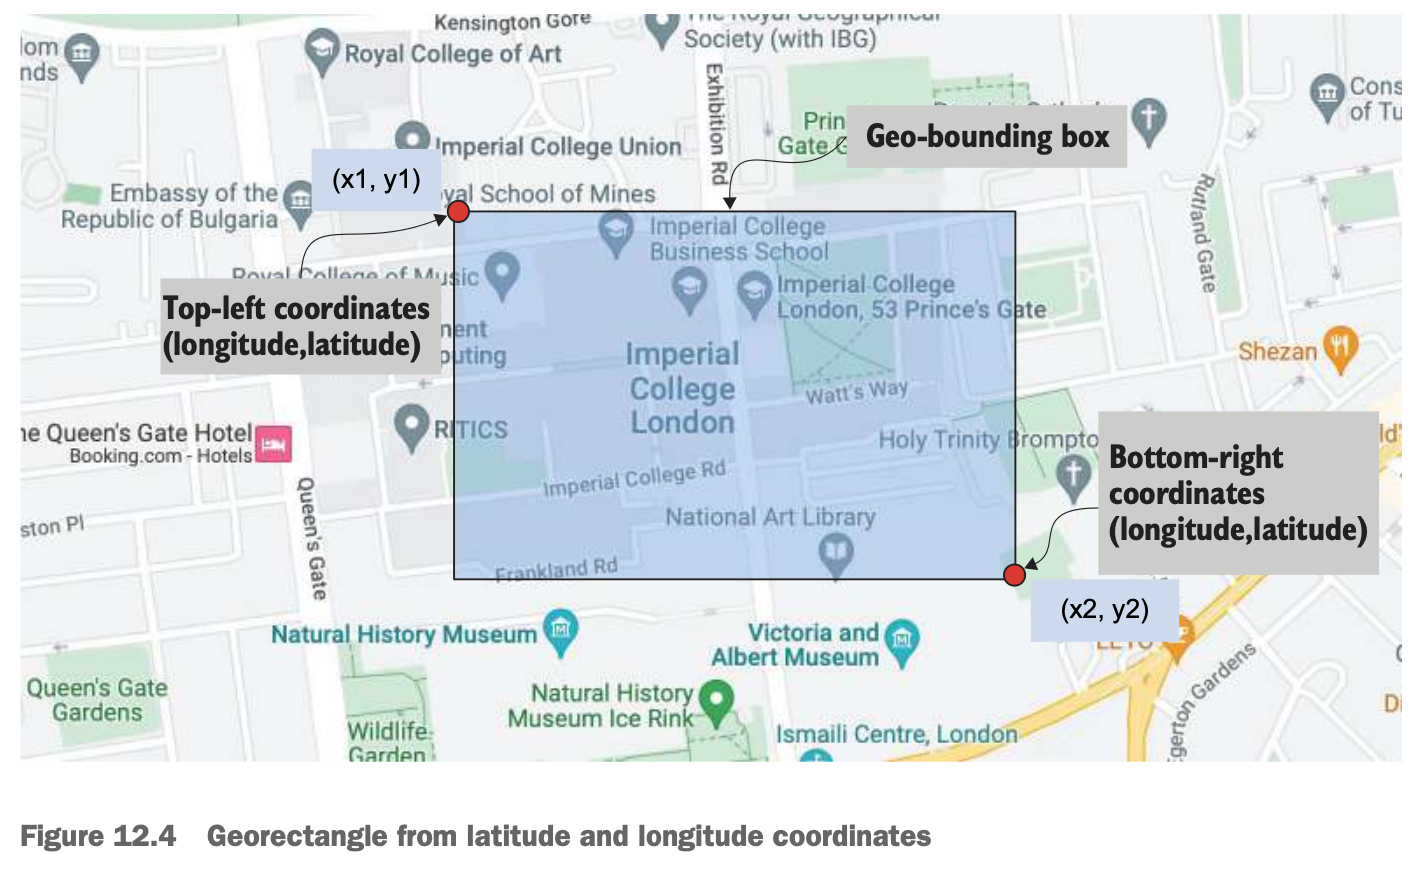 Kensington Gore
The Royal Geographical
Society (with IBG)
Royal College of Art
nds
Cons
of Tu
Exhibition Rd
Prin
Gate G
Geo-bounding box
Imperial College Union
(x1, y1)
Embassy of the
Republic of Bulgaria
yal School of Mines
Rutland Gate
Imperial College
Business School
Royal College of Music
Imperial College
London, 53 Prince's Gate
Top-left coordinates
(longitude,latitude)
ment
puting
Imperial
College
London
Shezan
Watt's Way
he Queen's Gate Hotel
Booking.com - Hotels
RITICS
Holy Trinity Brompto
Bottom-right
coordinates
(longitude,latitude)
Imperial College Rd
Queen's Gate
ston Pl
National Art Library
Frankland Rd
(x2, y2)
Natural History Museum
Victoria and
Albert Museum
Egerton Gardens
Queen's Gate
Gardens
Natural History
Museum Ice Rink
Wildlife
Garden
Ismaili Centre, London
Figure 12.4 Georectangle from latitude and longitude coordinates